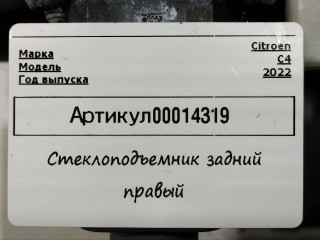 Марка Citroen
Модель C4
Год выпуска 2022
Артикул00014319
Стеклоподъемник задний
правый